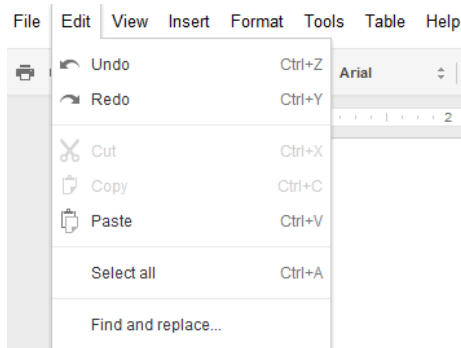 File Edit View Insert Format Tools Table Help
Undo Ctrl+Z Arial
Redo Ctrl+Y
2
Cut Ctrl+X
Copy Ctrl+C
Paste Ctrl+V
Select all Ctrl+A
Find and replace...